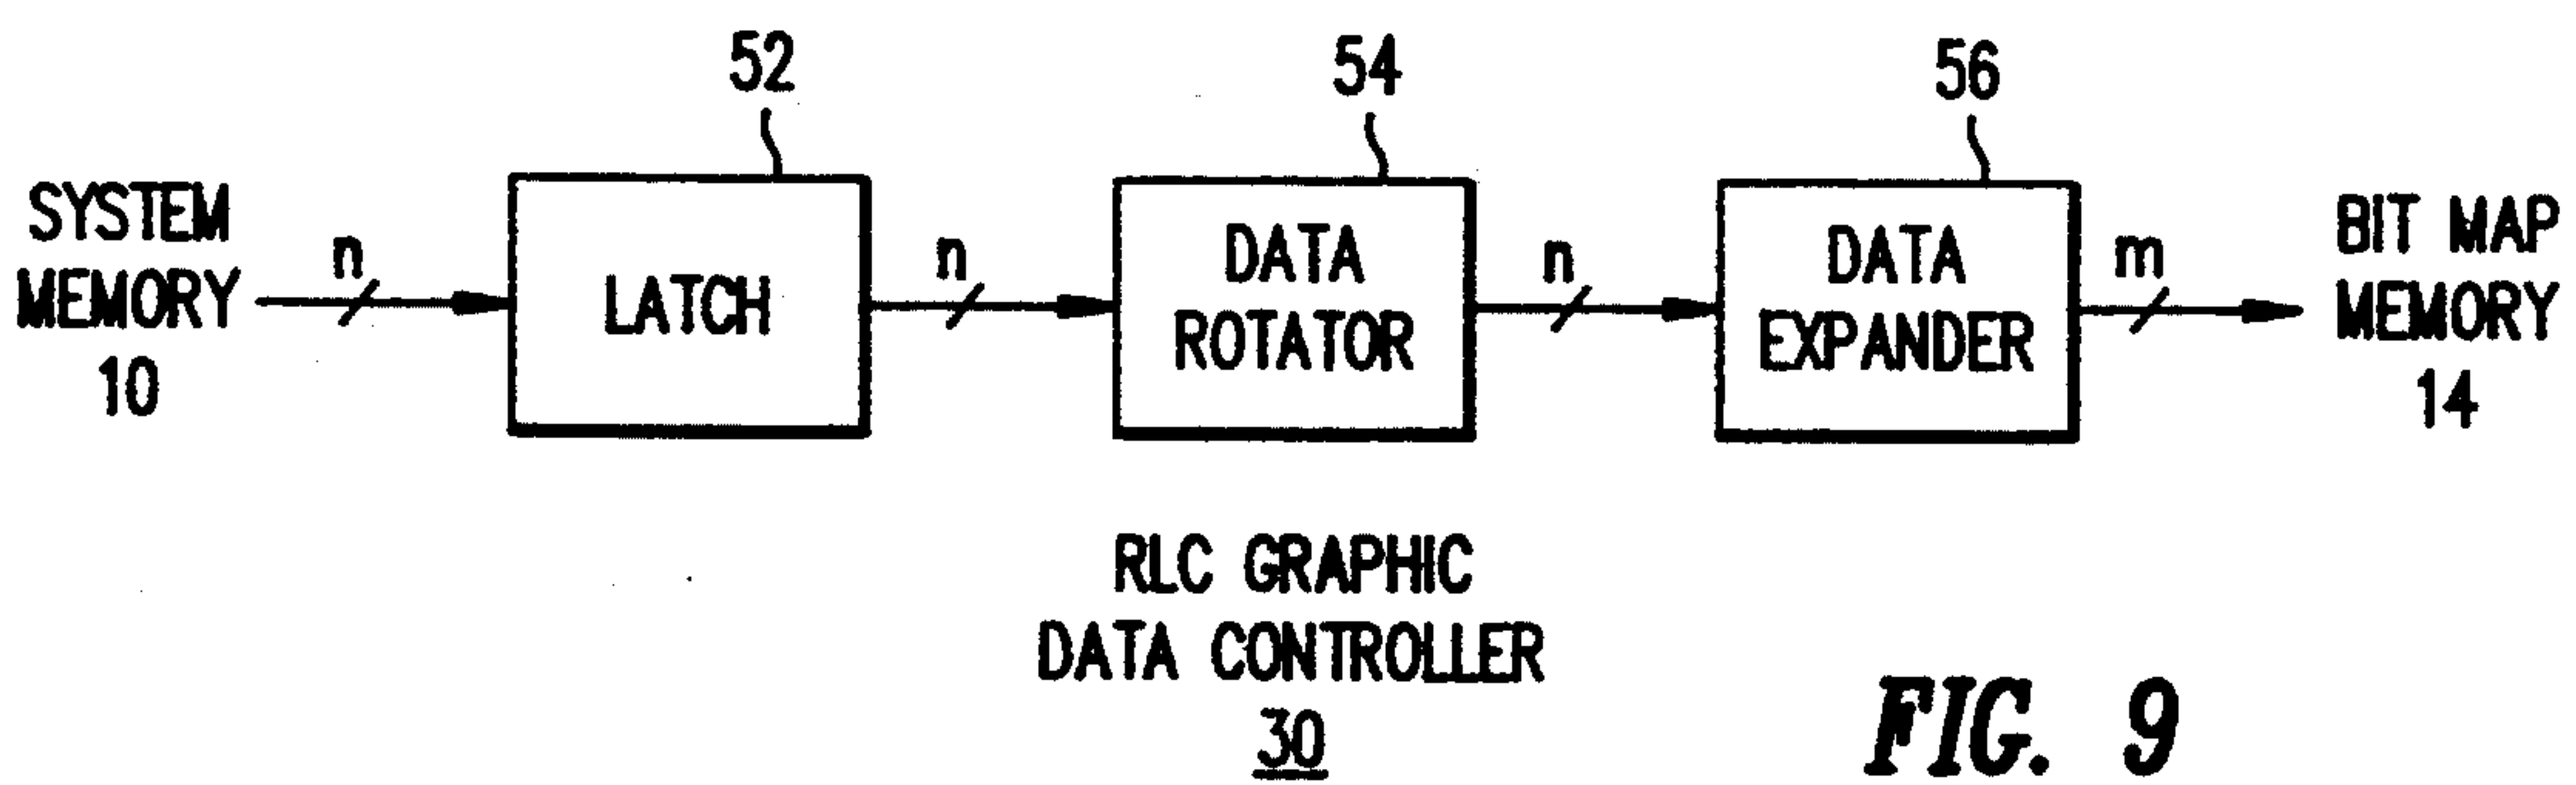 52
54
56
SYSTEM
MEMORY
10
n
LATCH
n
DATA
ROTATOR
n
DATA
EXPANDER
m
BIT MAP
MEMORY
14
RLC GRAPHIC
DATA CONTROLLER
30
FIG. 9